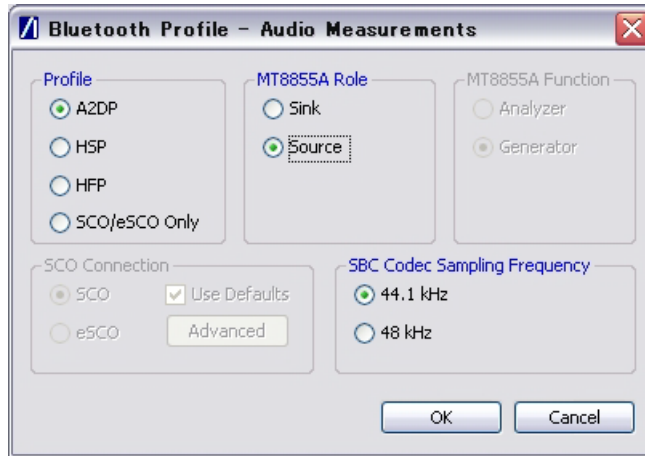 Bluetooth Profile - Audio Measurements
Profile
A2DP
HSP
HFP
SCO/eSCO Only
MT8855A Role
Sink
Source
MT8855A Function
Analyzer
Generator
SCO Connection
SCO
Use Defaults
eSCO
Advanced
SBC Codec Sampling Frequency
44.1 kHz
48 kHz
OK
Cancel